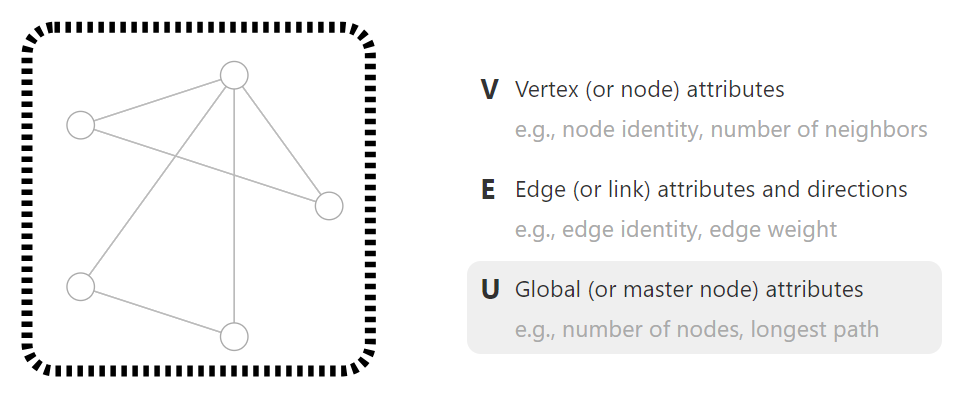 V Vertex (or node) attributes
e.g., node identity, number of neighbors
E Edge (or link) attributes and directions
e.g., edge identity, edge weight
U Global (or master node) attributes
e.g., number of nodes, longest path